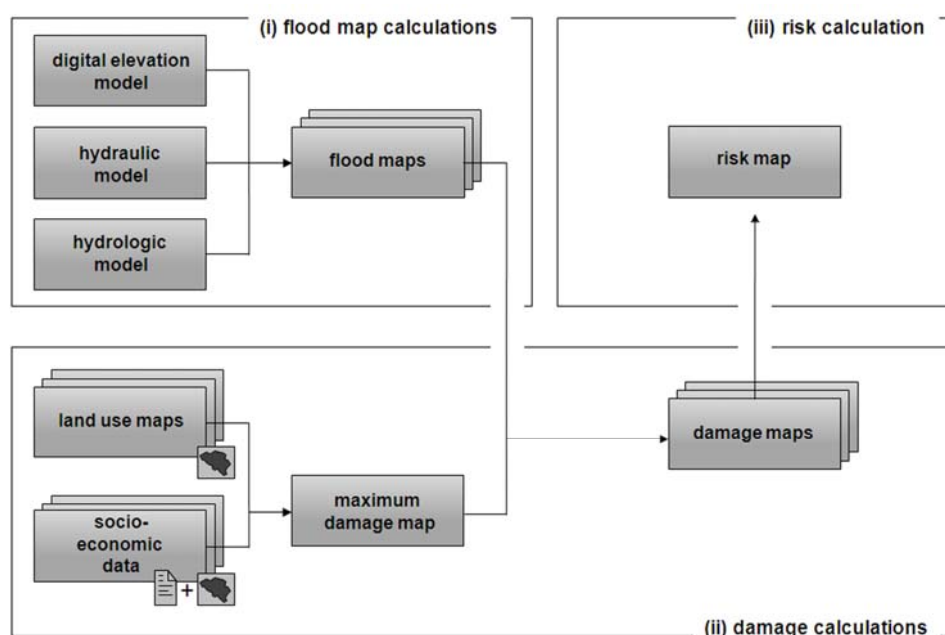 (i) flood map calculations
digital elevation
model
hydraulic
model
hydrologic
model
flood maps
(iii) risk calculation
risk map
land use maps
socio-
economic
data
+
maximum
damage map
damage maps
(ii) damage calculations